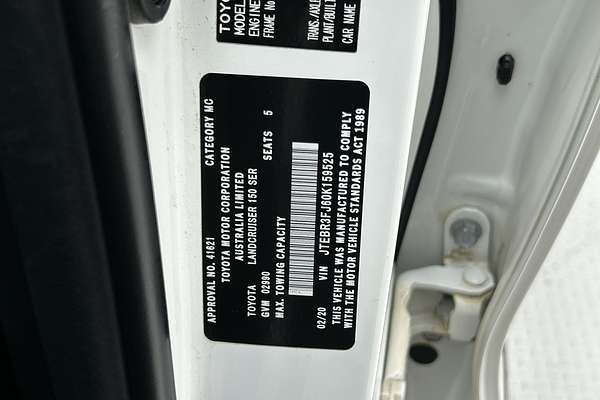 TOYO
MODEL
ENGINE
FRAME No
TRANS./AXLE
PLANT/BUIL
CAR NAME
APPROVAL NO. 41621 CATEGORY MC
TOYOTA MOTOR CORPORATION
AUSTRALIA LIMITED
TOYOTA LANDCRUISER 150 SER
GVM 02990 SEATS 5
MAX. TOWING CAPACITY
02/20 VIN JTEBR3FJ60K159525
THIS VEHICLE WAS MANUFACTURED TO COMPLY
WITH THE MOTOR VEHICLE STANDARDS ACT 1989